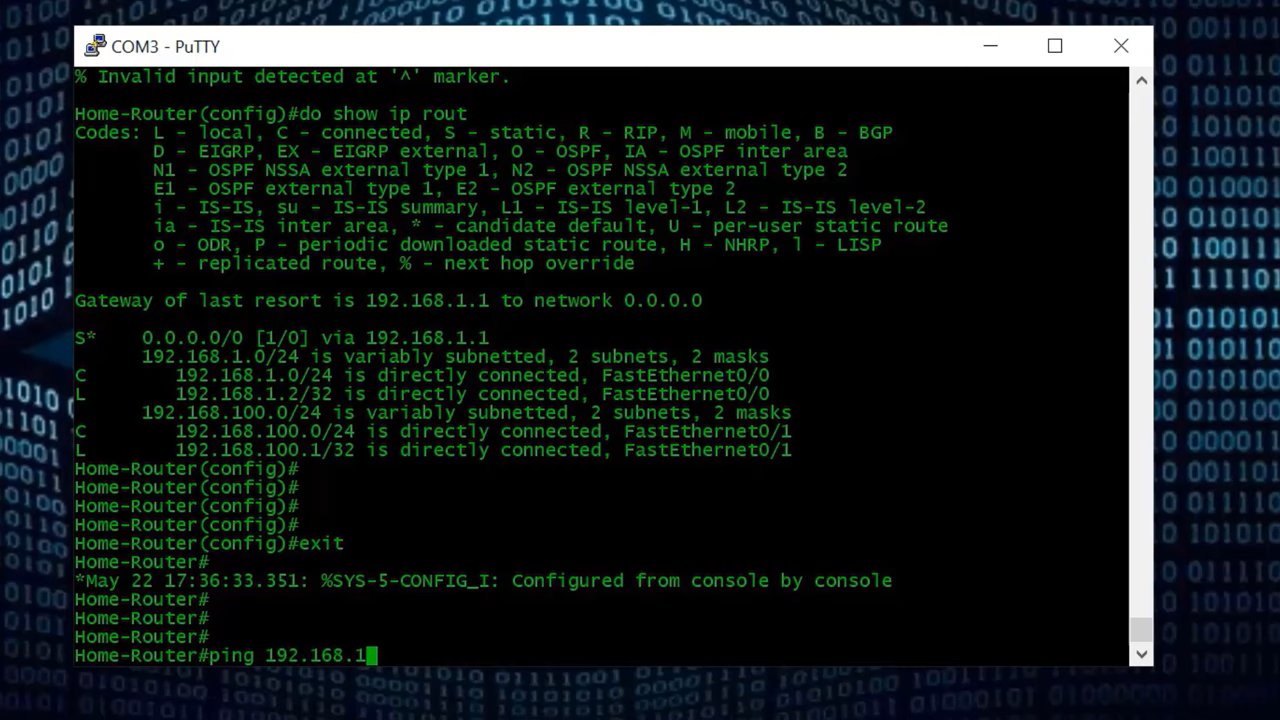 COM3 - PuTTY
% Invalid input detected at '^' marker.
Home-Router(config)#do show ip rout
Codes: L - local, C - connected, S - static, R - RIP, M - mobile, B - BGP
D - EIGRP, EX - EIGRP external, O - OSPF, IA - OSPF inter area
N1 - OSPF NSSA external type 1, N2 - OSPF NSSA external type 2
E1 - OSPF external type 1, E2 - OSPF external type 2
i - IS-IS, su - IS-IS summary, L1 - IS-IS level-1, L2 - IS-IS level-2
ia - IS-IS inter area, * - candidate default, U - per-user static route
o - ODR, P - periodic downloaded static route, H - NHRP, l - LISP
+ - replicated route, % - next hop override
Gateway of last resort is 192.168.1.1 to network 0.0.0.0
S* 0.0.0.0/0 [1/0] via 192.168.1.1
192.168.1.0/24 is variably subnetted, 2 subnets, 2 masks
C 192.168.1.0/24 is directly connected, FastEthernet0/0
L 192.168.1.2/32 is directly connected, FastEthernet0/0
192.168.100.0/24 is variably subnetted, 2 subnets, 2 masks
C 192.168.100.0/24 is directly connected, FastEthernet0/1
L 192.168.100.1/32 is directly connected, FastEthernet0/1
Home-Router(config)#
Home-Router(config)#
Home-Router(config)#
Home-Router(config)#
Home-Router(config)#exit
Home-Router#
*May 22 17:36:33.351: %SYS-5-CONFIG_I: Configured from console by console
Home-Router#
Home-Router#
Home-Router#
Home-Router#ping 192.168.1